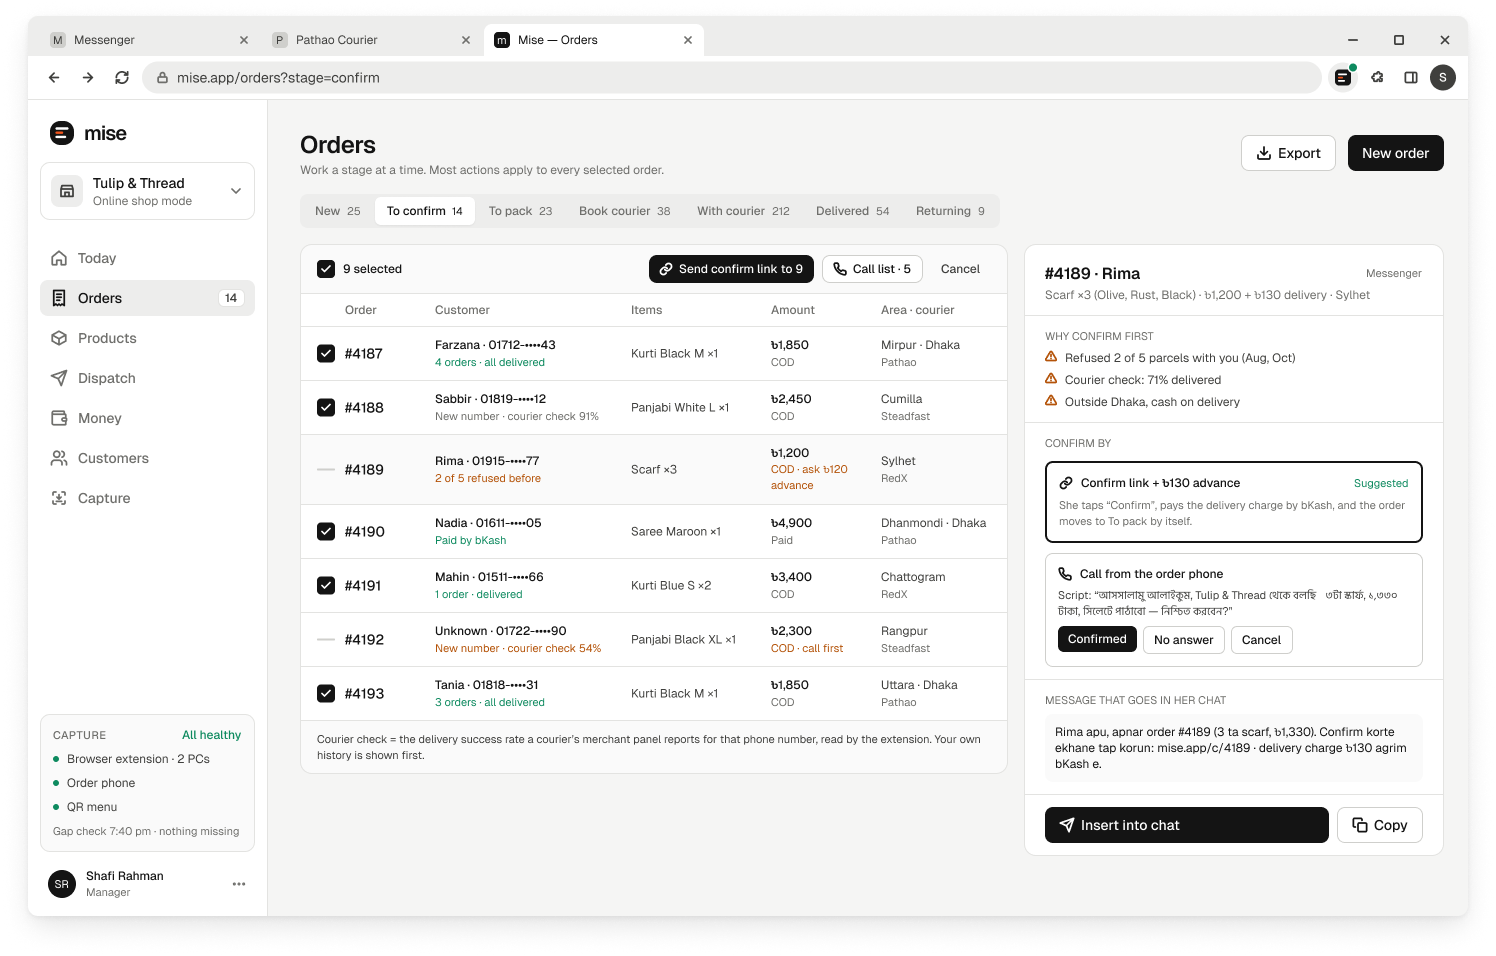 M Messenger
P Pathao Courier
m Mise — Orders
mise.app/orders?stage=confirm
S
mise
Tulip & Thread
Online shop mode
Today
Orders 14
Products
Dispatch
Money
Customers
Capture
CAPTURE All healthy
Browser extension · 2 PCs
Order phone
QR menu
Gap check 7:40 pm · nothing missing
SR
Shafi Rahman
Manager
Orders
Work a stage at a time. Most actions apply to every selected order.
Export
New order
New 25 To confirm 14 To pack 23 Book courier 38 With courier 212 Delivered 54 Returning 9
9 selected Send confirm link to 9 Call list · 5 Cancel
Order Customer Items Amount Area · courier
#4187 Farzana · 01712-••••43 Kurti Black M ×1 ৳1,850 Mirpur · Dhaka
4 orders · all delivered COD Pathao
#4188 Sabbir · 01819-••••12 Panjabi White L ×1 ৳2,450 Cumilla
New number · courier check 91% COD Steadfast
#4189 Rima · 01915-••••77 Scarf ×3 ৳1,200 Sylhet
2 of 5 refused before COD · ask ৳120 RedX
advance
#4190 Nadia · 01611-••••05 Saree Maroon ×1 ৳4,900 Dhanmondi · Dhaka
Paid by bKash Paid Pathao
#4191 Mahin · 01511-••••66 Kurti Blue S ×2 ৳3,400 Chattogram
1 order · delivered COD RedX
#4192 Unknown · 01722-••••90 Panjabi Black XL ×1 ৳2,300 Rangpur
New number · courier check 54% COD · call first Steadfast
#4193 Tania · 01818-••••31 Kurti Black M ×1 ৳1,850 Uttara · Dhaka
3 orders · all delivered COD Pathao
Courier check = the delivery success rate a courier's merchant panel reports for that phone number, read by the extension. Your own
history is shown first.
#4189 · Rima Messenger
Scarf ×3 (Olive, Rust, Black) · ৳1,200 + ৳130 delivery · Sylhet
WHY CONFIRM FIRST
Refused 2 of 5 parcels with you (Aug, Oct)
Courier check: 71% delivered
Outside Dhaka, cash on delivery
CONFIRM BY
Confirm link + ৳130 advance Suggested
She taps “Confirm”, pays the delivery charge by bKash, and the order
moves to To pack by itself.
Call from the order phone
Script: “আসসালামু আলাইকুম, Tulip & Thread থেকে বলছি ৩টা স্কার্ফ, ১,৩৩০
টাকা, সিলেটে পাঠাবো — নিশ্চিত করবেন?”
Confirmed No answer Cancel
MESSAGE THAT GOES IN HER CHAT
Rima apu, apnar order #4189 (3 ta scarf, ৳1,330). Confirm korte
ekhane tap korun: mise.app/c/4189 · delivery charge ৳130 agrim
bKash e.
Insert into chat
Copy